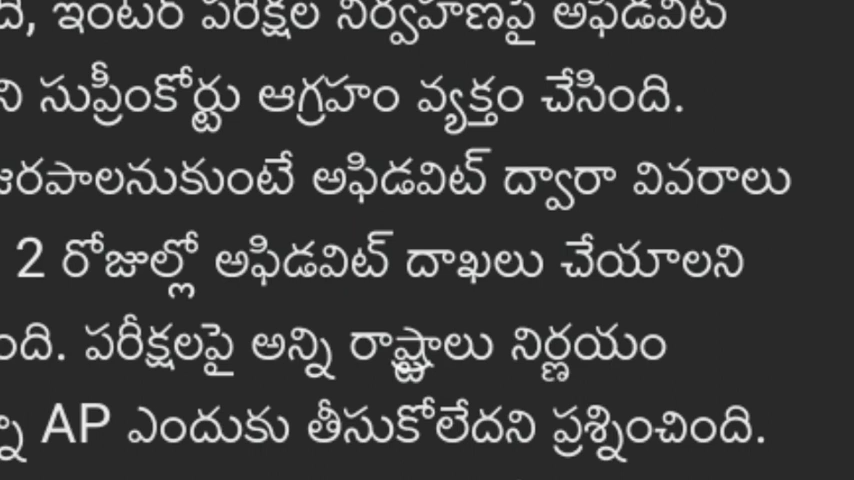 ది, ఇంటర్ పరీక్షల నిర్వహణపై అఫిడవిట్
ని సుప్రీంకోర్టు ఆగ్రహం వ్యక్తం చేసింది.
జరపాలనుకుంటే అఫిడవిట్ ద్వారా వివరాలు
2 రోజుల్లో అఫిడవిట్ దాఖలు చేయాలని
ంది. పరీక్షలపై అన్ని రాష్ట్రాలు నిర్ణయం
న్నా AP ఎందుకు తీసుకోలేదని ప్రశ్నించింది.